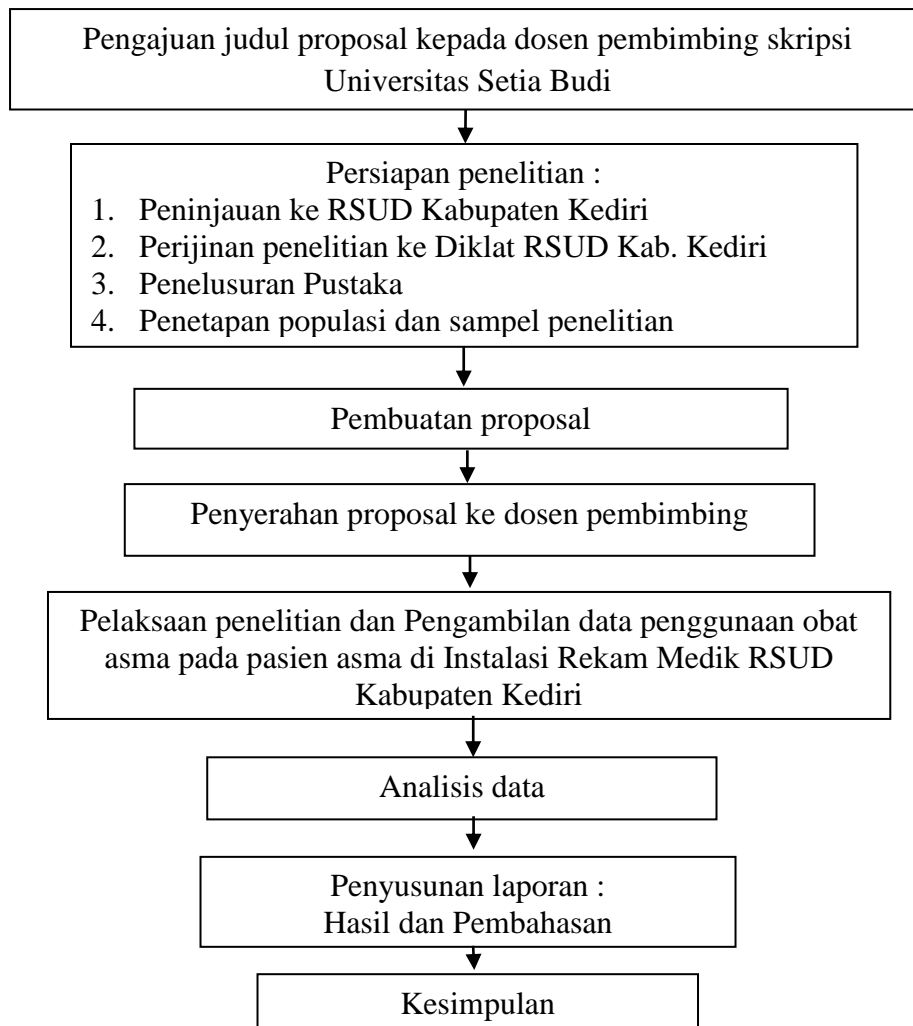 Pengajuan judul proposal kepada dosen pembimbing skripsi
Universitas Setia Budi
Persiapan penelitian :
1. Peninjauan ke RSUD Kabupaten Kediri
2. Perijinan penelitian ke Diklat RSUD Kab. Kediri
3. Penelusuran Pustaka
4. Penetapan populasi dan sampel penelitian
Pembuatan proposal
Penyerahan proposal ke dosen pembimbing
Pelaksaan penelitian dan Pengambilan data penggunaan obat
asma pada pasien asma di Instalasi Rekam Medik RSUD
Kabupaten Kediri
Analisis data
Penyusunan laporan :
Hasil dan Pembahasan
Kesimpulan